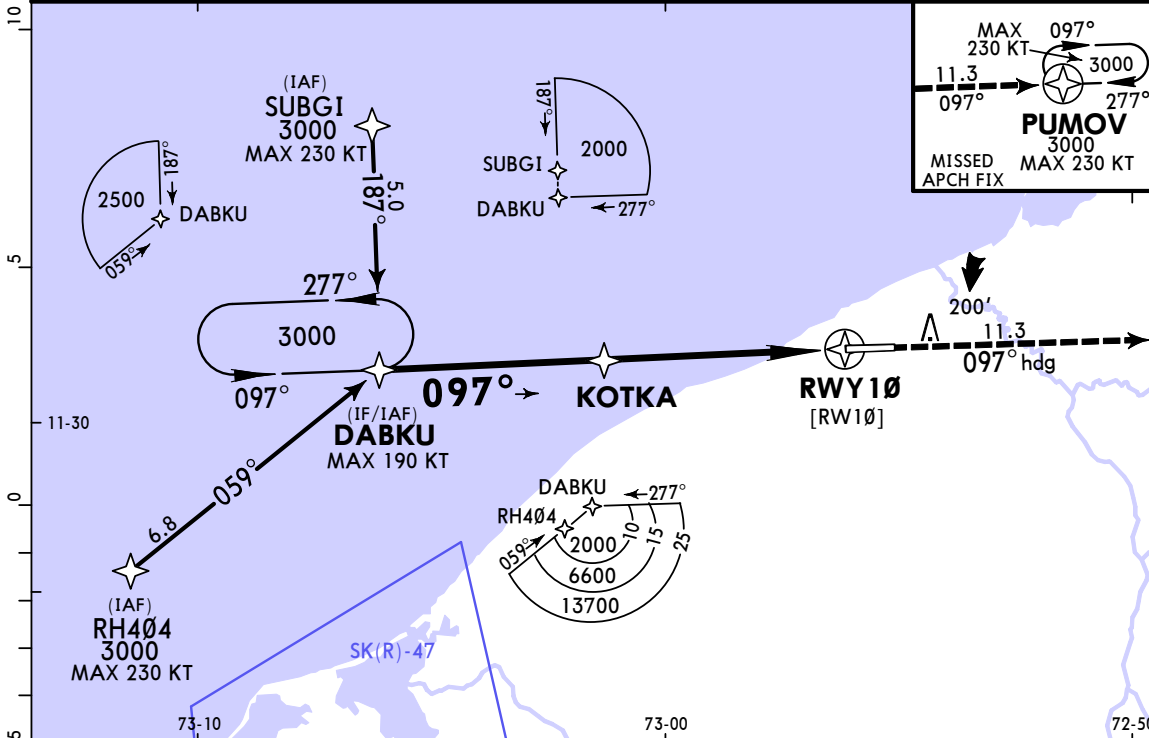 10
(IAF)
SUBGI
3000
MAX 230 KT
187°
5.0
187°
2500
DABKU
059°
187°
SUBGI
2000
DABKU
277°
MAX
230 KT
097°
3000
11.3
097°
277°
PUMOV
3000
MAX 230 KT
MISSED
APCH FIX
5
277°
3000
097°
200'
11.3
097° hdg
097°
KOTKA
RWY1Ø
[RW1Ø]
(IF/IAF)
DABKU
MAX 190 KT
11-30
059°
6.8
0
DABKU
277°
RH4Ø4
059°
10
15
25
2000
6600
13700
(IAF)
RH4Ø4
3000
MAX 230 KT
SK(R)-47
5
73-10
73-00
72-50